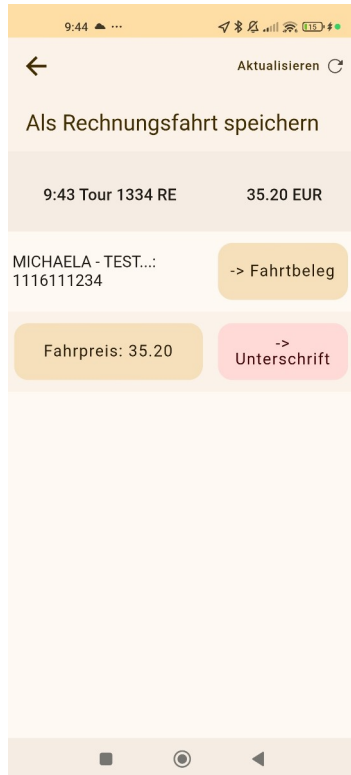 9:44 ...
15
Aktualisieren
Als Rechnungsfahrt speichern
9:43 Tour 1334 RE 35.20 EUR
MICHAELA - TEST...:
1116111234
-> Fahrtbeleg
Fahrpreis: 35.20
->
Unterschrift